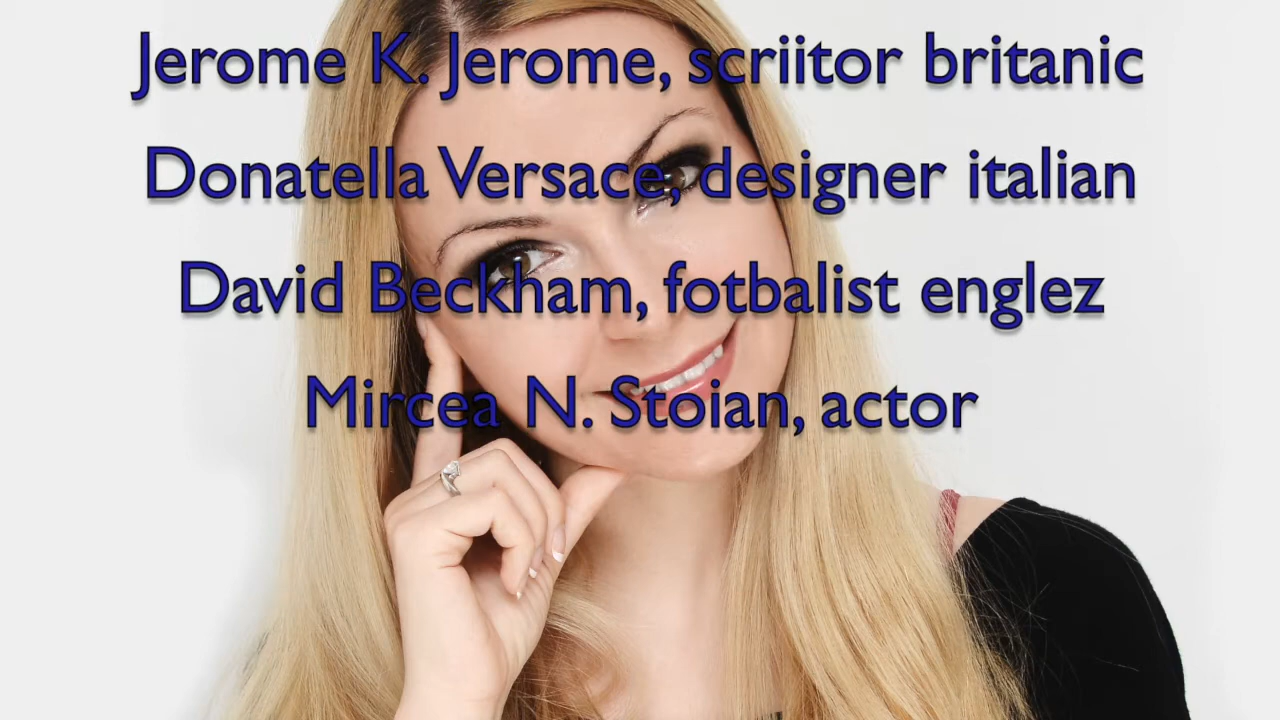 Jerome K. Jerome, scriitor britanic
Donatella Versace, designer italian
David Beckham, fotbalist englez
Mircea N. Stoian, actor